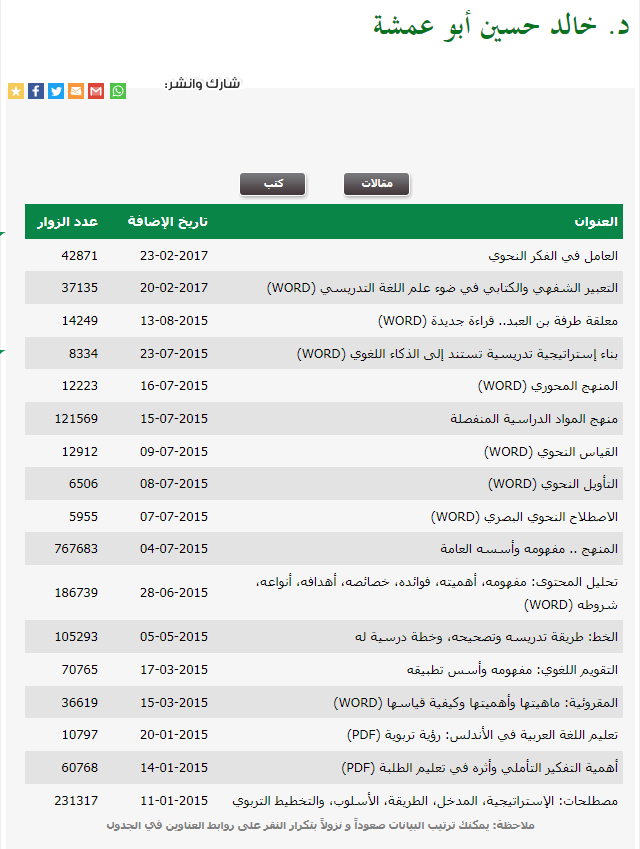 د. خالد حسين أبو عمشة
شارك وانشر:
مقالات كتب
العنوان تاريخ الإضافة عدد الزوار
العامل في الفكر النحوي 23-02-2017 42871
التعبير الشفهي والكتابي في ضوء علم اللغة التدريسي (WORD) 20-02-2017 37135
معلقة طرفة بن العبد.. قراءة جديدة (WORD) 13-08-2015 14249
بناء إستراتيجية تدريسية تستند إلى الذكاء اللغوي (WORD) 23-07-2015 8334
المنهج المحوري (WORD) 16-07-2015 12223
منهج المواد الدراسية المنفصلة 15-07-2015 121569
القياس النحوي (WORD) 09-07-2015 12912
التأويل النحوي (WORD) 08-07-2015 6506
الاصطلاح النحوي البصري (WORD) 07-07-2015 5955
المنهج .. مفهومه وأسسه العامة 04-07-2015 767683
تحليل المحتوى: مفهومه، أهميته، فوائده، خصائصه، أهدافه، أنواعه،
شروطه (WORD) 28-06-2015 186739
الخط: طريقة تدريسه وتصحيحه، وخطة درسية له 05-05-2015 105293
التقويم اللغوي: مفهومه وأسس تطبيقه 17-03-2015 70765
المقروئية: ماهيتها وأهميتها وكيفية قياسها (WORD) 15-03-2015 36619
تعليم اللغة العربية في الأندلس: رؤية تربوية (PDF) 20-01-2015 10797
أهمية التفكير التأملي وأثره في تعليم الطلبة (PDF) 14-01-2015 60768
مصطلحات: الإستراتيجية، المدخل، الطريقة، الأسلوب، والتخطيط التربوي 11-01-2015 231317
ملاحظة: يمكنك ترتيب البيانات صعوداً و نزولاً بتكرار النقر على روابط العناوين في الجدول